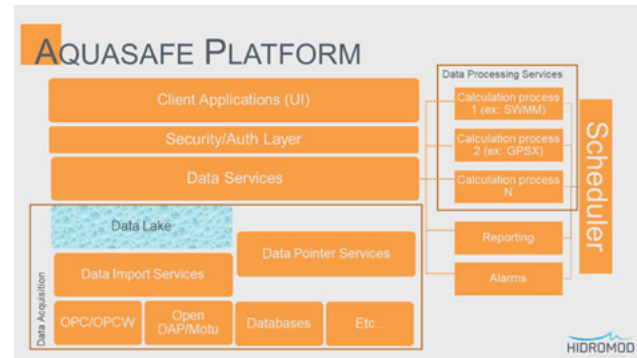 AQUASAFE PLATFORM
Client Applications (UI)
Security/Auth Layer
Data Services
Data Lake
Data Pointer Services
Data Import Services
OPC/OPCW
Open
DAP/Motu
Databases
Etc..
Data Acquisition
Data Processing Services
Calculation process
1 (ex: SWMM)
Calculation process
2 (ex: GPSX)
Calculation process
N
Reporting
Alarms
Scheduler
HIDROMOD